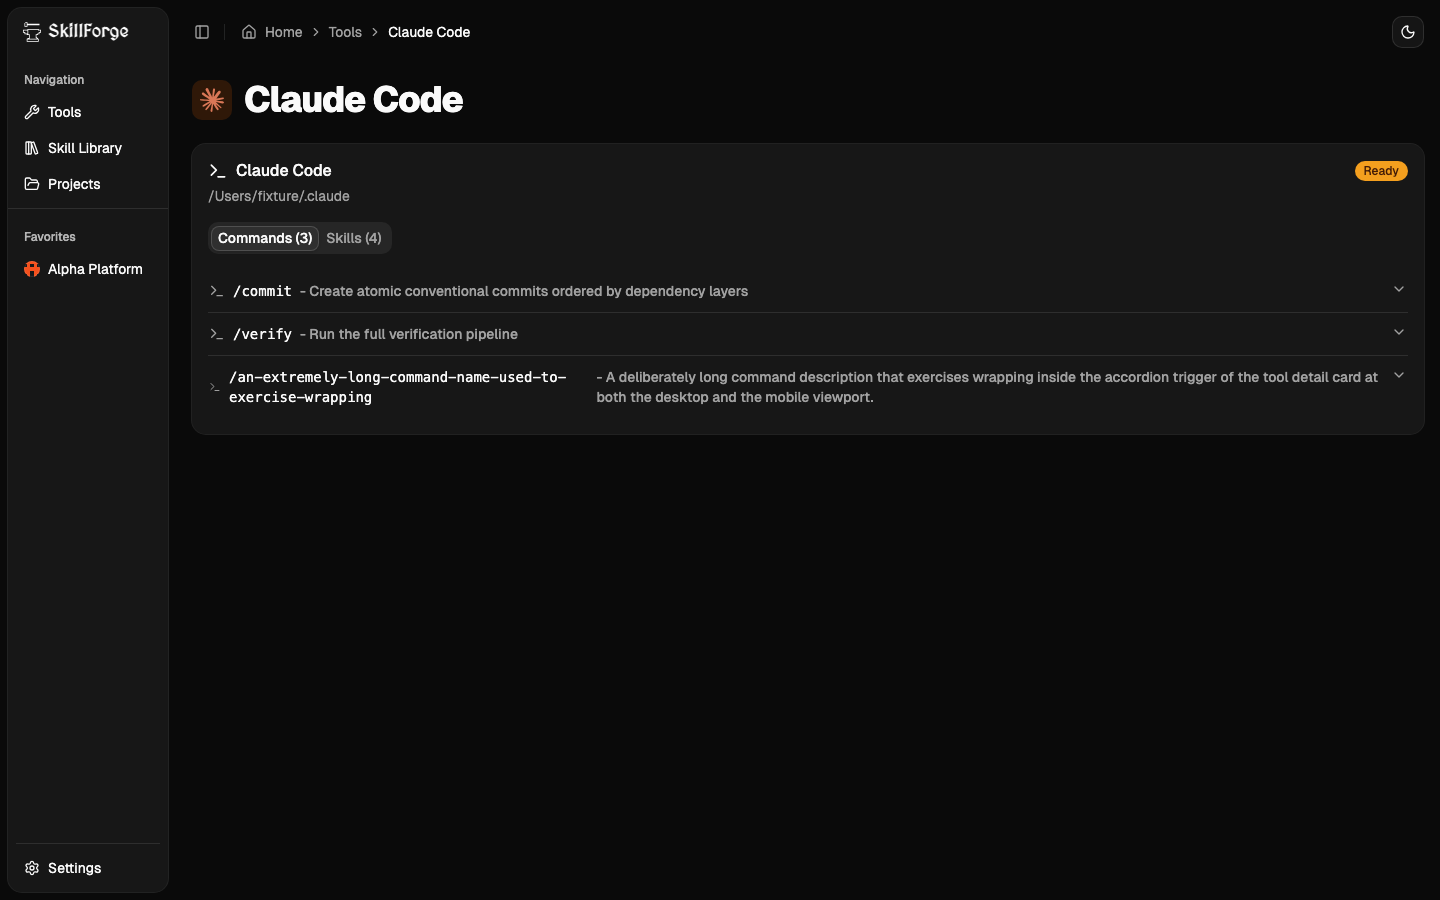 SkillForge
Home > Tools > Claude Code
Navigation
Tools
Skill Library
Projects
Favorites
Alpha Platform
Settings
Claude Code
Claude Code
Ready
/Users/fixture/.claude
Commands (3) Skills (4)
/commit - Create atomic conventional commits ordered by dependency layers
/verify - Run the full verification pipeline
/an-extremely-long-command-name-used-to-
exercise-wrapping
- A deliberately long command description that exercises wrapping inside the accordion trigger of the tool detail card at
both the desktop and the mobile viewport.